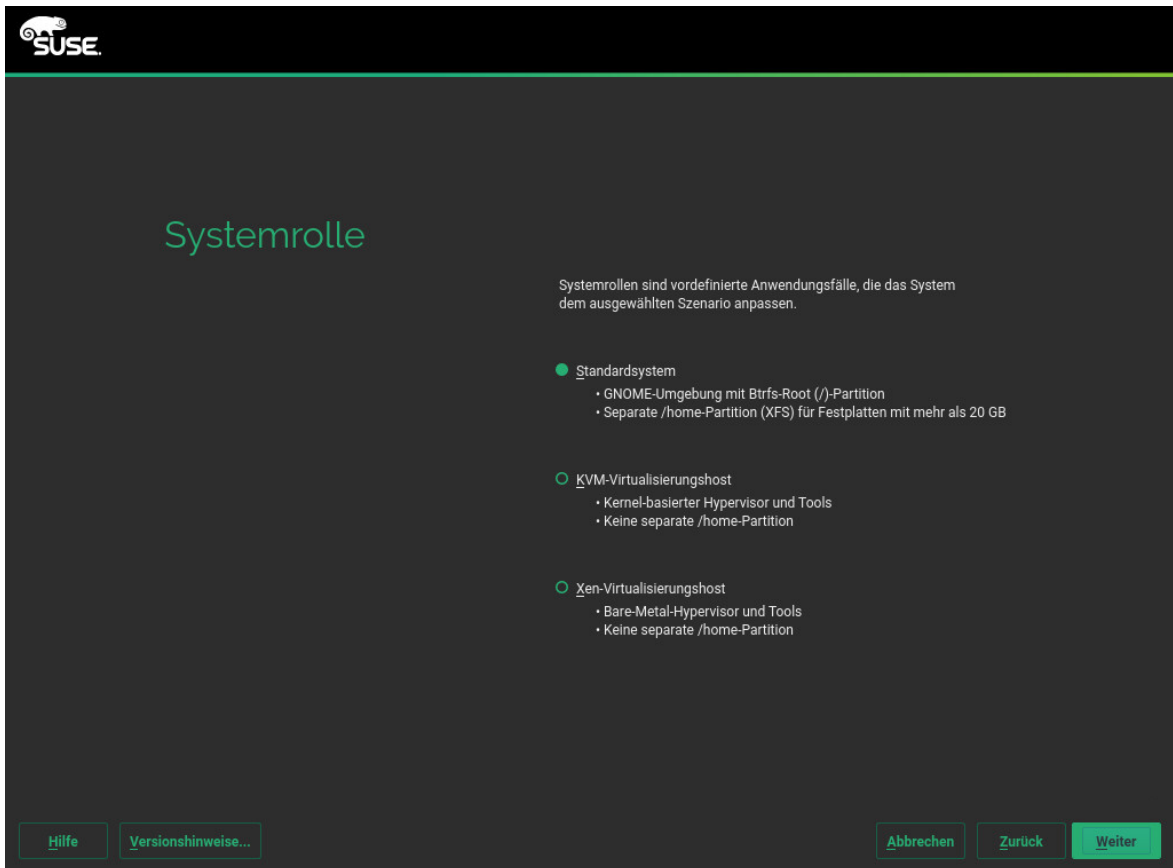 SUSE.
Systemrolle
Systemrollen sind vordefinierte Anwendungsfälle, die das System
dem ausgewählten Szenario anpassen.
Standardsystem
• GNOME-Umgebung mit Btrfs-Root (/)-Partition
• Separate /home-Partition (XFS) für Festplatten mit mehr als 20 GB
KVM-Virtualisierungshost
• Kernel-basierter Hypervisor und Tools
• Keine separate /home-Partition
Xen-Virtualisierungshost
• Bare-Metal-Hypervisor und Tools
• Keine separate /home-Partition
Hilfe Versionshinweise... Abbrechen Zurück Weiter